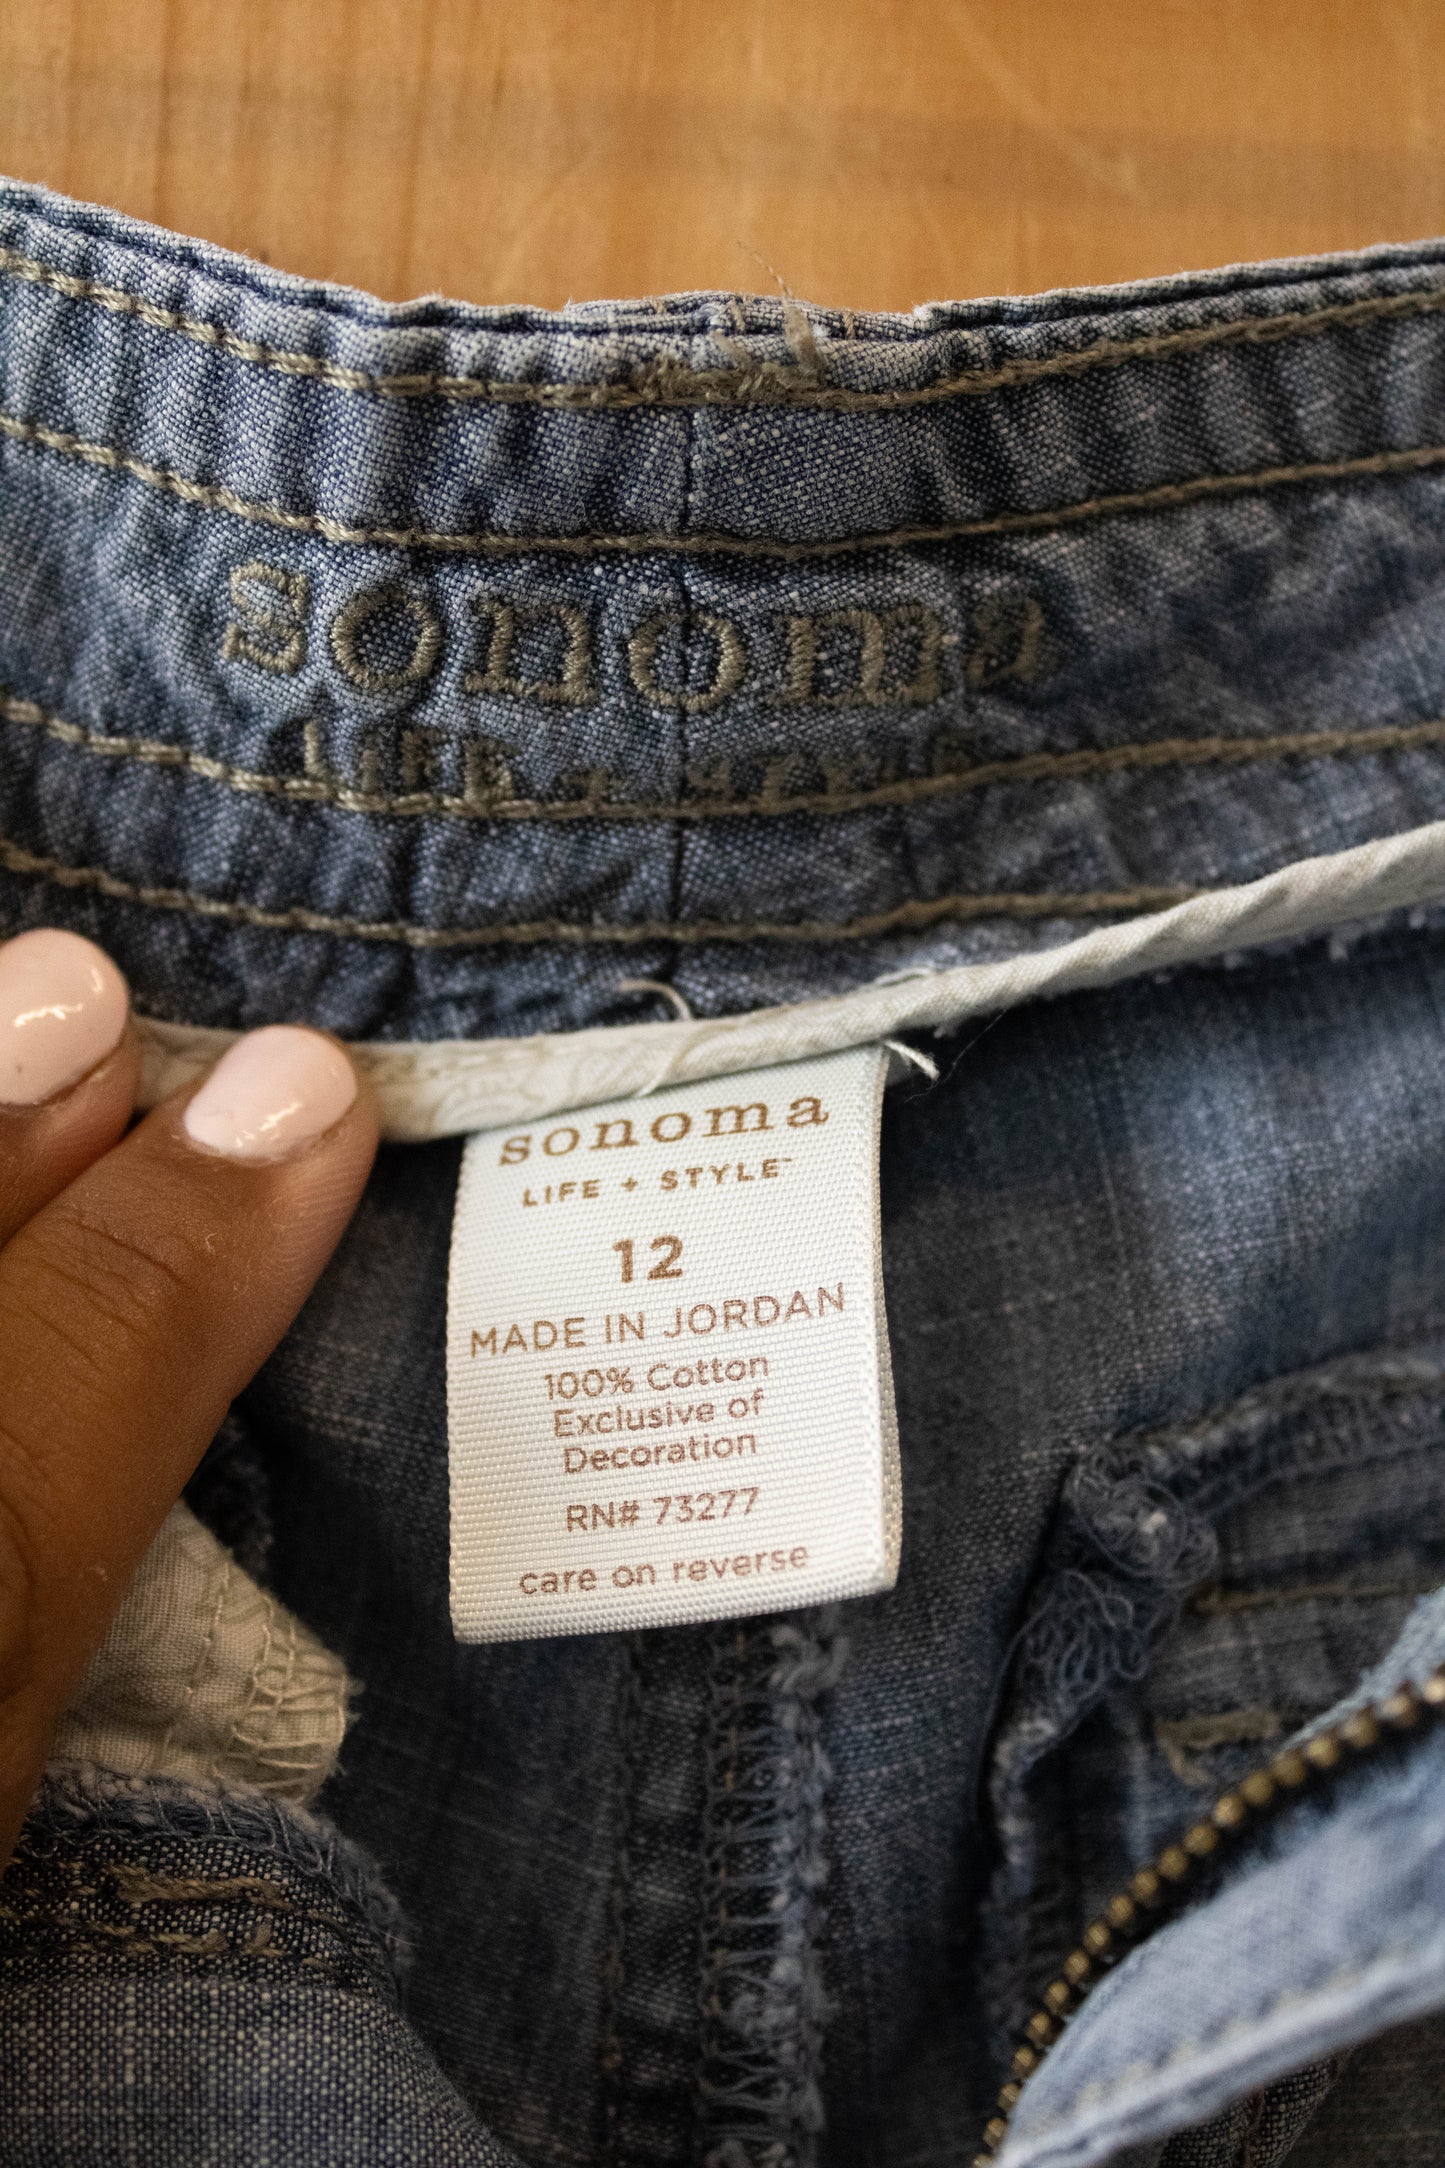 sonoma
LIFE + STYLE
sonoma
LIFE + STYLE™
12
MADE IN JORDAN
100% Cotton
Exclusive of
Decoration
RN# 73277
care on reverse